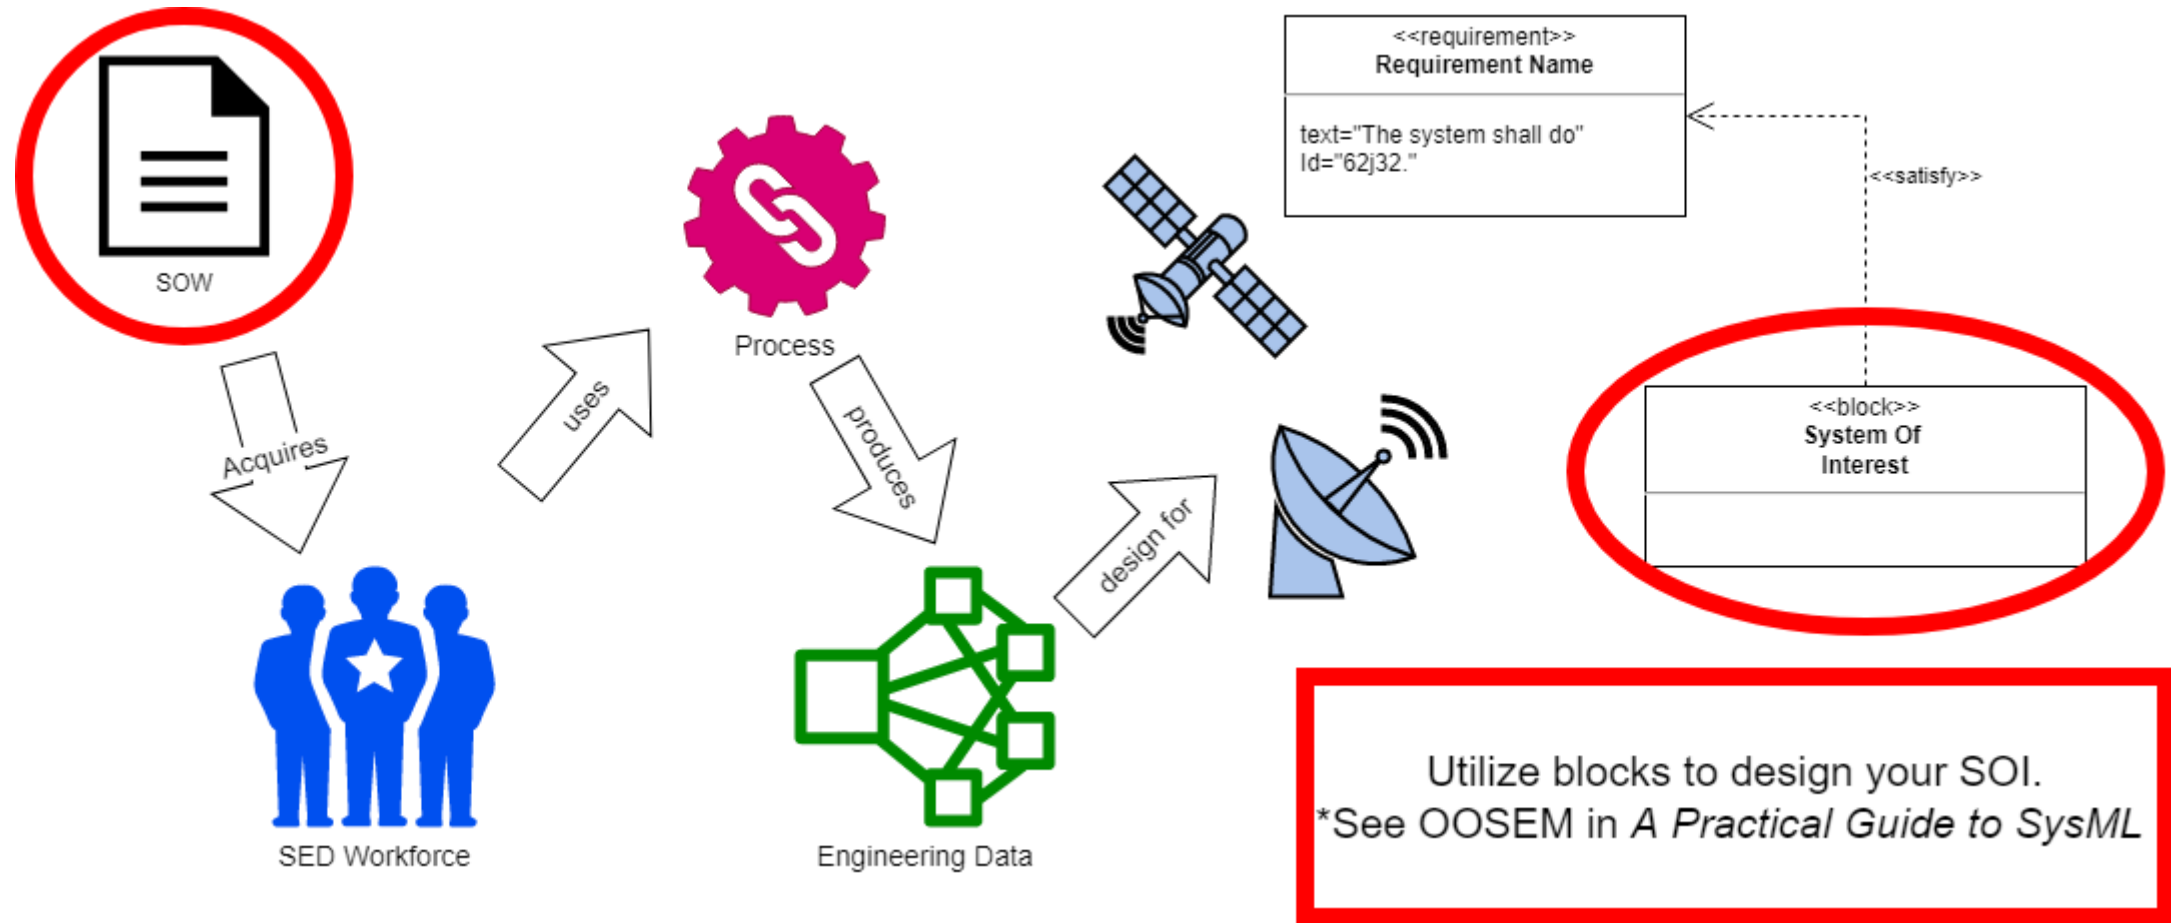 SOW
Acquires
SED Workforce
uses
Process
produces
Engineering Data
design for
<<requirement>>
Requirement Name
text="The system shall do"
Id="62j32."
<<satisfy>>
<<block>>
System Of
Interest
Utilize blocks to design your SOI.
*See OOSEM in A Practical Guide to SysML